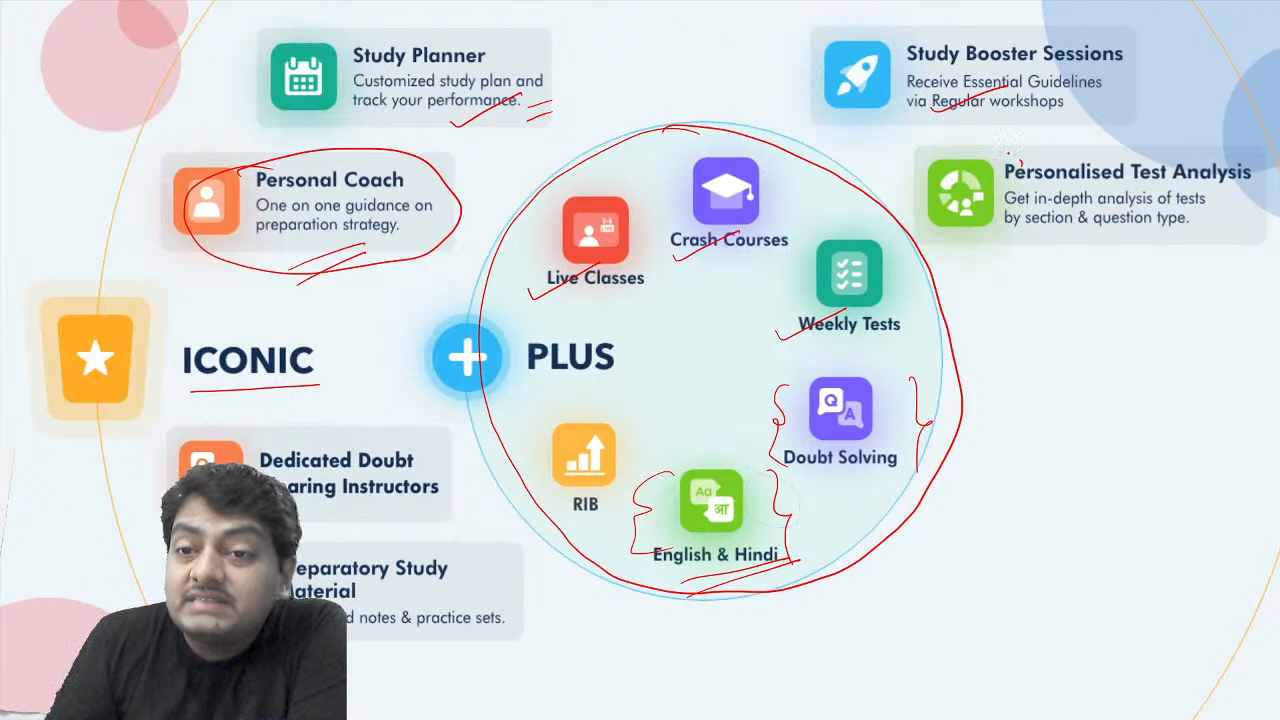 Study Planner
Customized study plan and
track your performance.
Study Booster Sessions
Receive Essential Guidelines
via Regular workshops
Personal Coach
One on one guidance on
preparation strategy.
Personalised Test Analysis
Get in-depth analysis of tests
by section & question type.
Crash Courses
LIVE
Live Classes
Weekly Tests
ICONIC
PLUS
Q
A
Doubt Solving
RIB
Aa
आ
English & Hindi
Dedicated Doubt
aring Instructors
eparatory Study
aterial
d notes & practice sets.